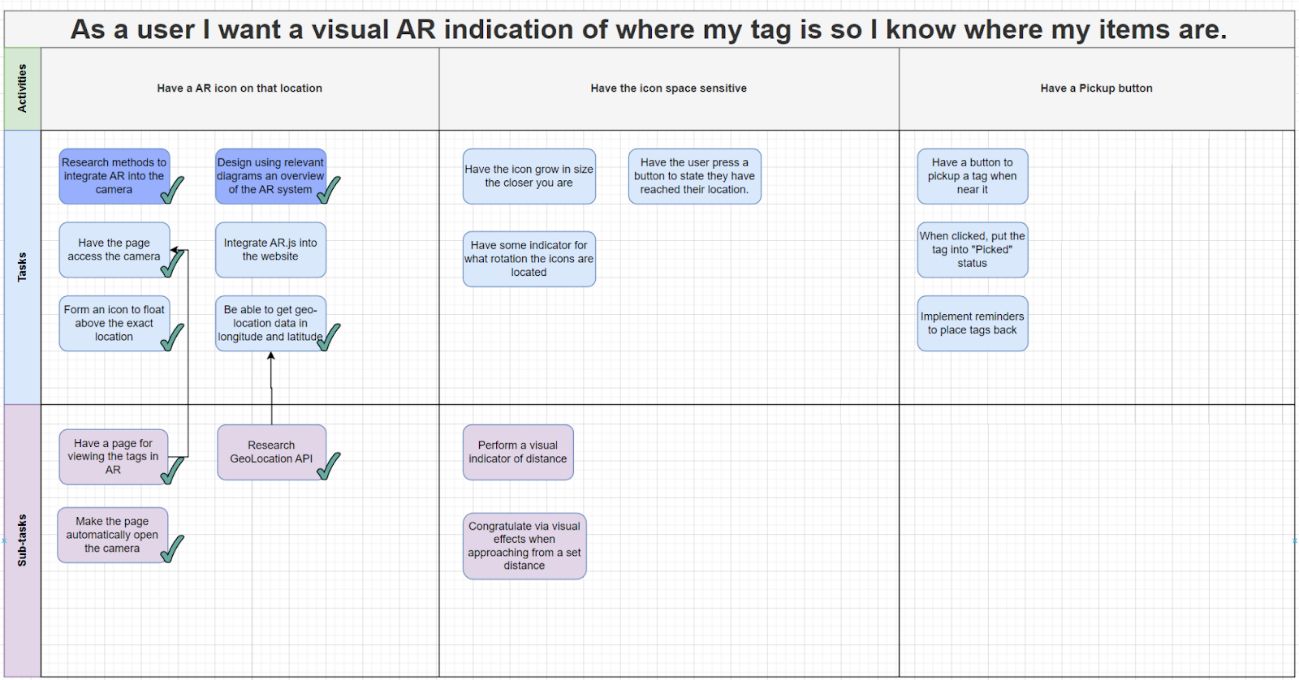 As a user I want a visual AR indication of where my tag is so I know where my items are.
Activities
Have a AR icon on that location
Have the icon space sensitive
Have a Pickup button
Tasks
Research methods to
integrate AR into the
camera
Design using relevant
diagrams an overview
of the AR system
Have the page
access the camera
Integrate AR.js into
the website
Form an icon to float
above the exact
location
Be able to get geo-
location data in
longitude and latitude
Have the icon grow in size
the closer you are
Have the user press a
button to state they have
reached their location.
Have some indicator for
what rotation the icons are
located
Have a button to
pickup a tag when
near it
When clicked, put the
tag into "Picked"
status
Implement reminders
to place tags back
Sub-tasks
Have a page for
viewing the tags in
AR
Research
GeoLocation API
Make the page
automatically open
the camera
Perform a visual
indicator of distance
Congratulate via visual
effects when
approaching from a set
distance